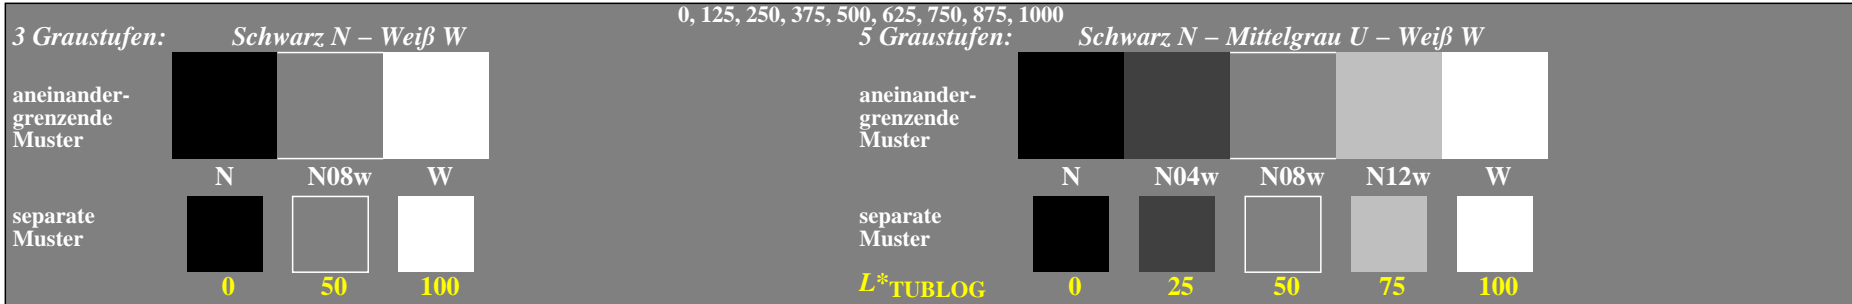 0, 125, 250, 375, 500, 625, 750, 875, 1000
3 Graustufen: Schwarz N – Weiß W
aneinander-
grenzende
Muster
N N08w W
separate
Muster
0 50 100
5 Graustufen: Schwarz N – Mittelgrau U – Weiß W
aneinander-
grenzende
Muster
N N04w N08w N12w W
separate
Muster
L*TUBLOG 0 25 50 75 100